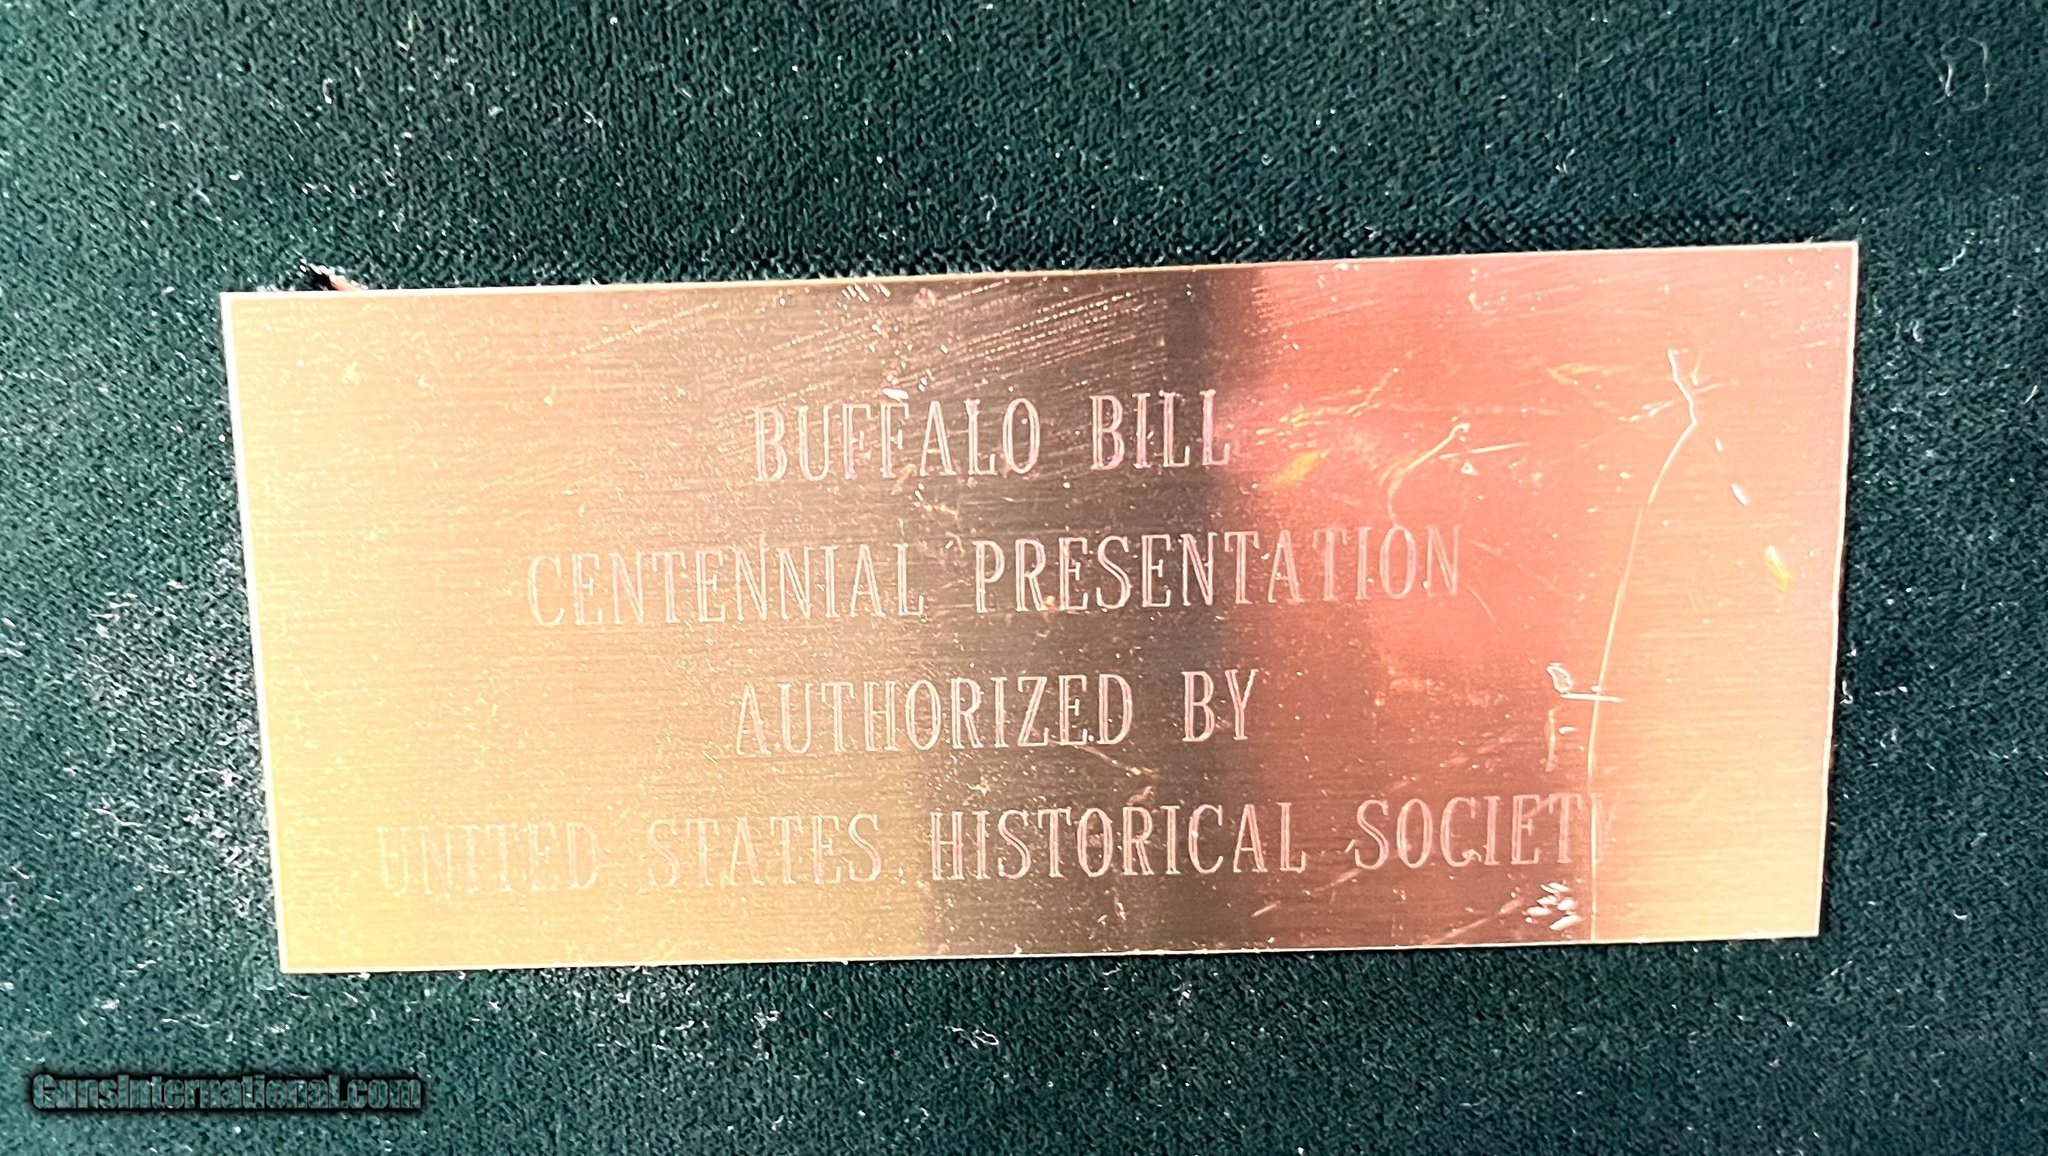 BUFFALO BILL
CENTENNIAL PRESENTATION
AUTHORIZED BY
UNITED STATES HISTORICAL SOCIETY
GunsInternational.com